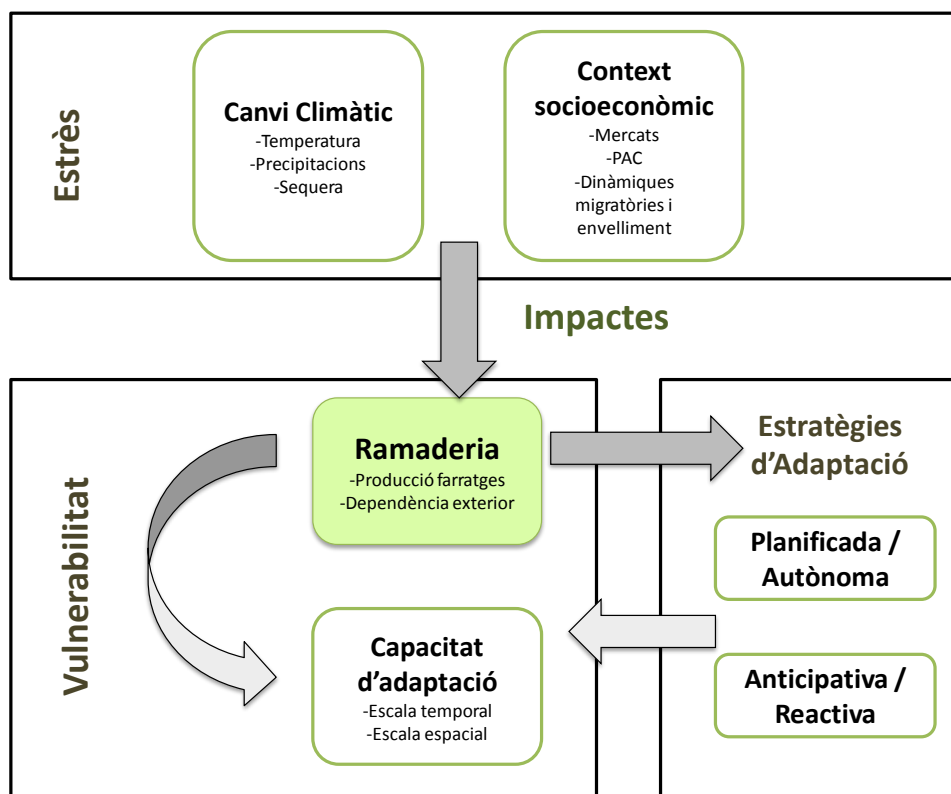 Estrès
Canvi Climàtic
-Temperatura
-Precipitacions
-Sequera
Context
socioeconòmic
-Mercats
-PAC
-Dinàmiques
migratòries i
envelliment
Impactes
Vulnerabilitat
Ramaderia
-Producció farratges
-Dependència exterior
Capacitat
d’adaptació
-Escala temporal
-Escala espacial
Estratègies
d’Adaptació
Planificada /
Autònoma
Anticipativa /
Reactiva